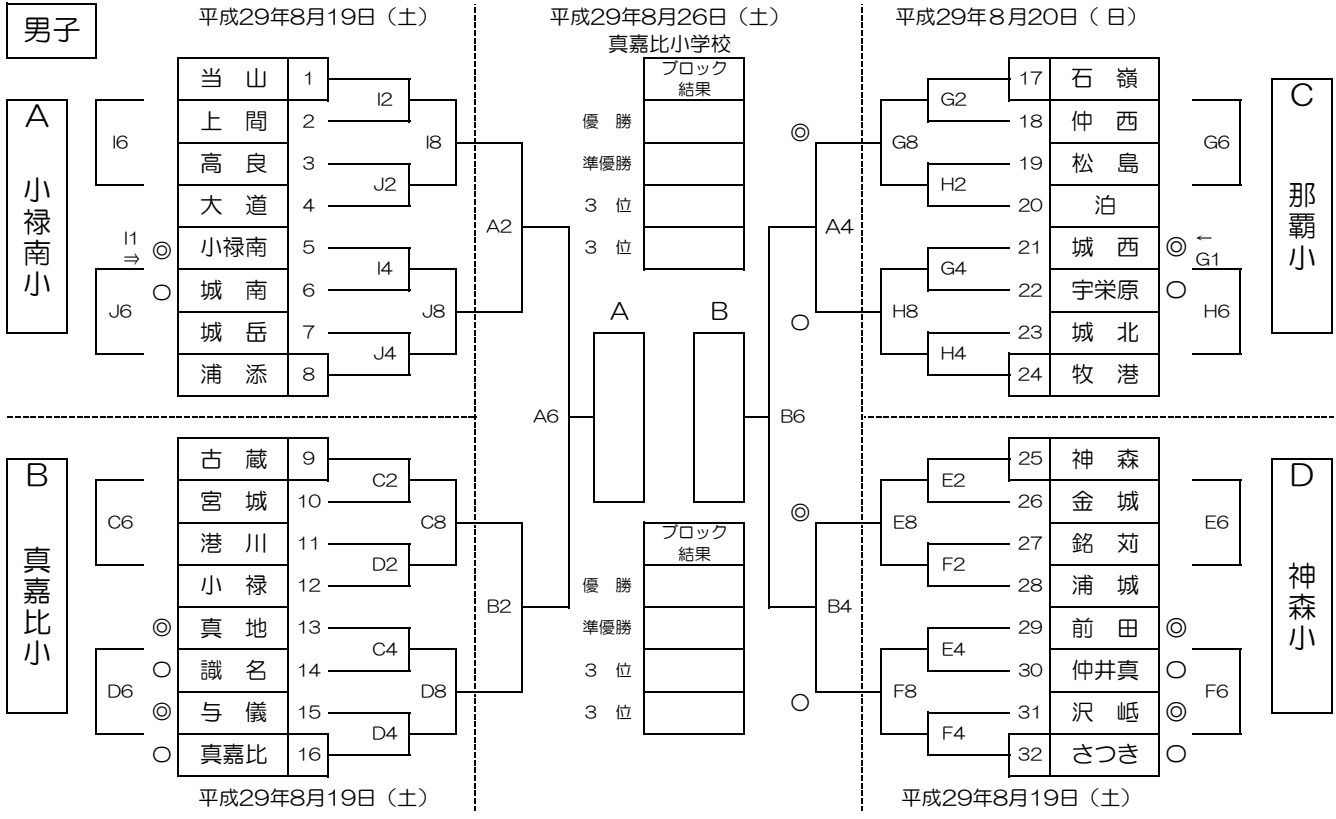 男子
平成29年8月19日（土）
平成29年8月26日（土）
真嘉比小学校
平成29年8月20日（日）
A 小禄南小
当山 1
上間 2
高良 3
大道 4
◎ 小禄南 5
○ 城南 6
城岳 7
浦添 8
I6
I1
⇒
J6
I2
J2
I4
J4
I8
J8
A2
ブロック
結果
優勝
準優勝
3位
3位
A
B
A6
B6
◎
A4
○
G8
H8
G2
H2
G4
H4
17 石嶺
18 仲西
19 松島
20 泊
21 城西 ◎
22 宇栄原 ○
23 城北
24 牧港
G6
←
G1
H6
C 那覇小
B 真嘉比小
古蔵 9
宮城 10
港川 11
小禄 12
◎ 真地 13
○ 識名 14
◎ 与儀 15
○ 真嘉比 16
C6
D6
C2
D2
C4
D4
C8
D8
B2
ブロック
結果
優勝
準優勝
3位
3位
◎
B4
○
E8
F8
E2
F2
E4
F4
25 神森
26 金城
27 銘苅
28 浦城
29 前田 ◎
30 仲井真 ○
31 沢岻 ◎
32 さつき ○
E6
F6
D 神森小
平成29年8月19日（土）
平成29年8月19日（土）